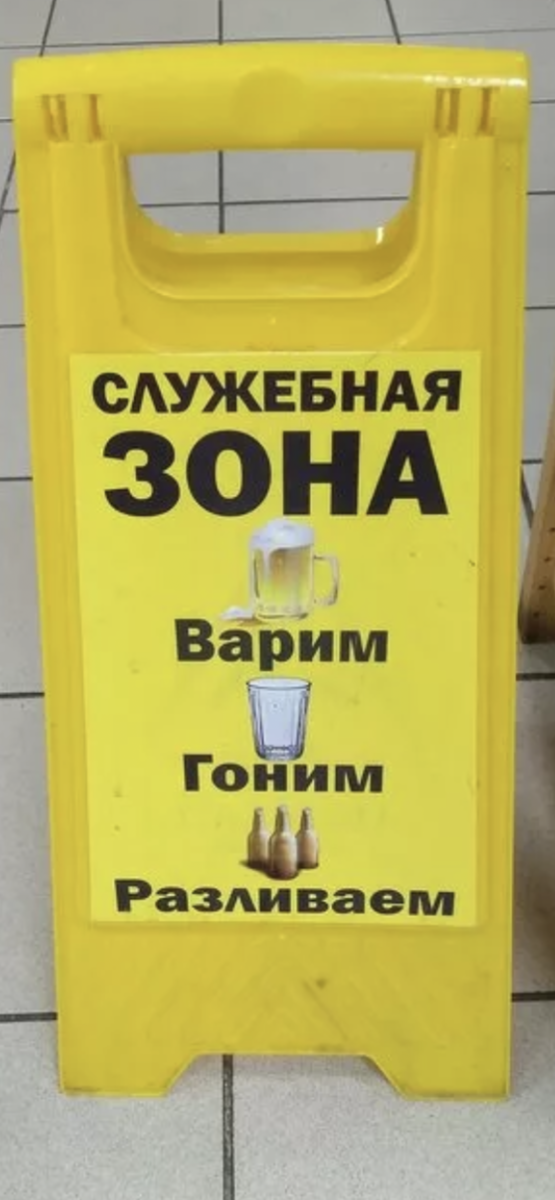 СЛУЖЕБНАЯ
ЗОНА
Варим
Гоним
Разливаем